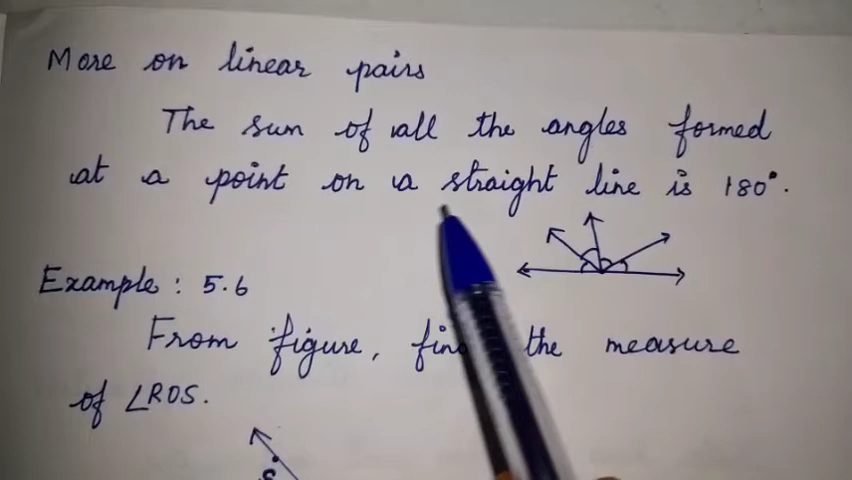 More on linear pairs
The sum of all the angles formed
at a point on a straight line is 180°.
Example : 5.6
From figure, find the measure
of ∠ROS.
S